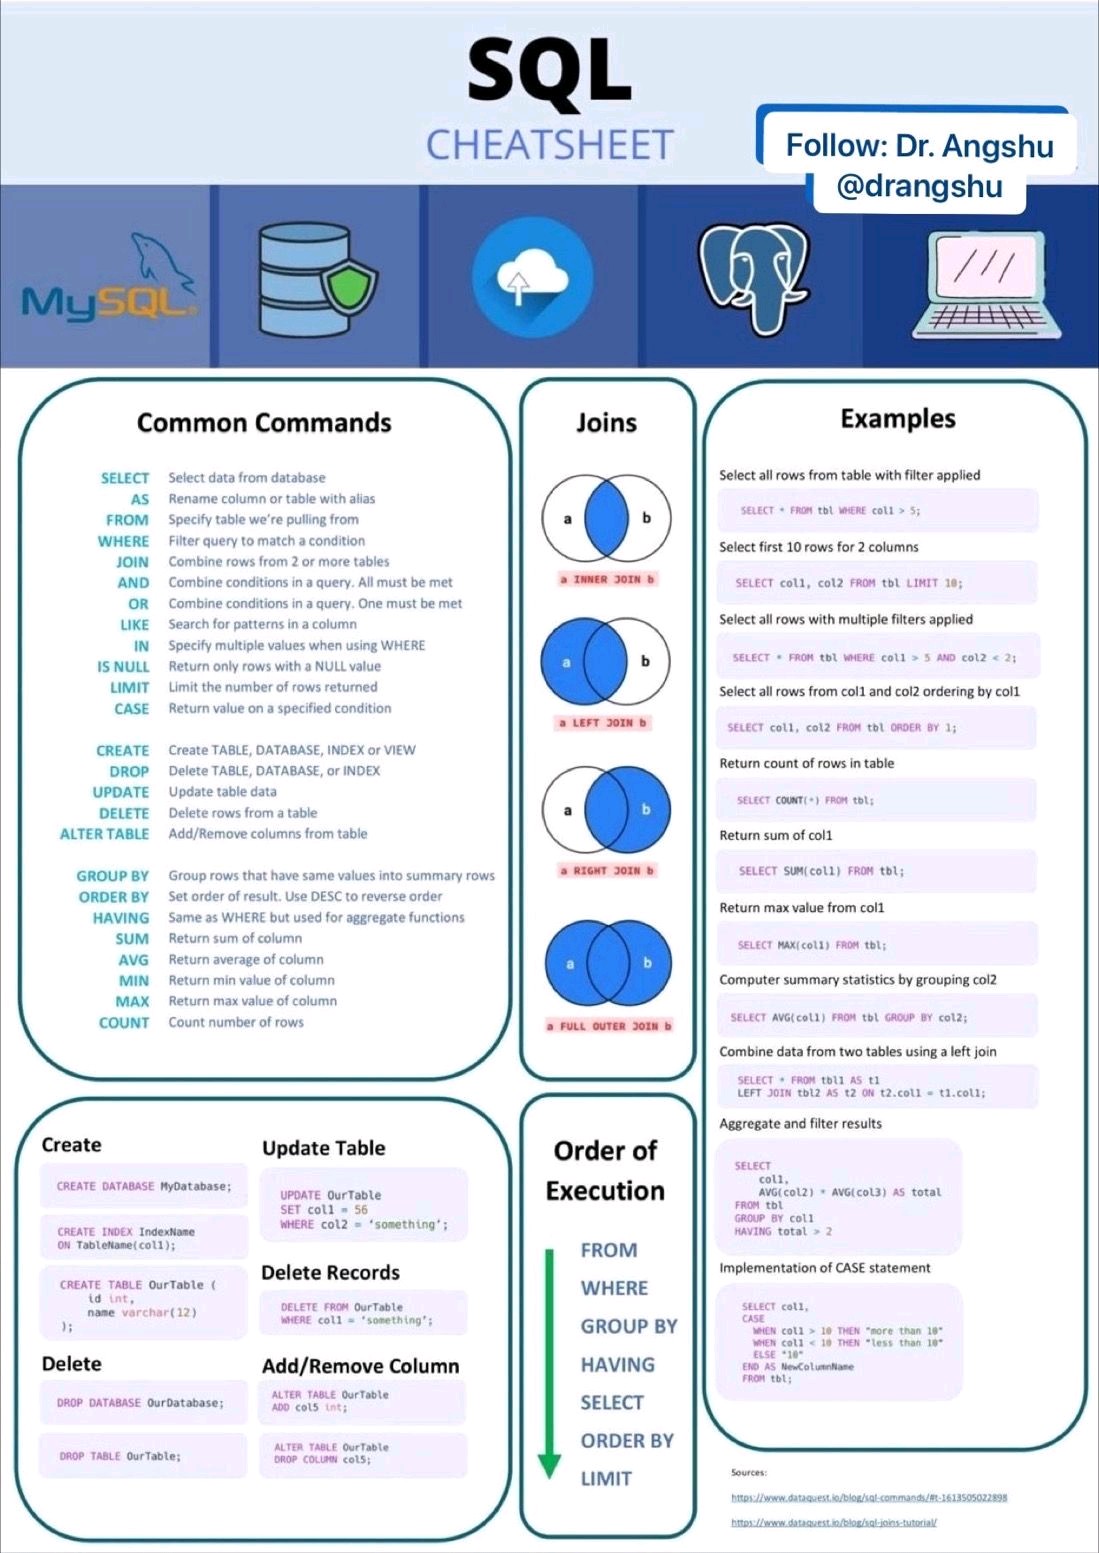 SQL
CHEATSHEET
Follow: Dr. Angshu
@drangshu
MySQL
Common Commands
SELECT Select data from database
AS Rename column or table with alias
FROM Specify table we're pulling from
WHERE Filter query to match a condition
JOIN Combine rows from 2 or more tables
AND Combine conditions in a query. All must be met
OR Combine conditions in a query. One must be met
LIKE Search for patterns in a column
IN Specify multiple values when using WHERE
IS NULL Return only rows with a NULL value
LIMIT Limit the number of rows returned
CASE Return value on a specified condition
CREATE Create TABLE, DATABASE, INDEX or VIEW
DROP Delete TABLE, DATABASE, or INDEX
UPDATE Update table data
DELETE Delete rows from a table
ALTER TABLE Add/Remove columns from table
GROUP BY Group rows that have same values into summary rows
ORDER BY Set order of result. Use DESC to reverse order
HAVING Same as WHERE but used for aggregate functions
SUM Return sum of column
AVG Return average of column
MIN Return min value of column
MAX Return max value of column
COUNT Count number of rows
Joins
a b
a INNER JOIN b
a b
a LEFT JOIN b
a b
a RIGHT JOIN b
a b
a FULL OUTER JOIN b
Examples
Select all rows from table with filter applied
SELECT * FROM tbl WHERE col1 > 5;
Select first 10 rows for 2 columns
SELECT col1, col2 FROM tbl LIMIT 10;
Select all rows with multiple filters applied
SELECT * FROM tbl WHERE col1 > 5 AND col2 < 2;
Select all rows from col1 and col2 ordering by col1
SELECT col1, col2 FROM tbl ORDER BY 1;
Return count of rows in table
SELECT COUNT(*) FROM tbl;
Return sum of col1
SELECT SUM(col1) FROM tbl;
Return max value from col1
SELECT MAX(col1) FROM tbl;
Computer summary statistics by grouping col2
SELECT AVG(col1) FROM tbl GROUP BY col2;
Combine data from two tables using a left join
SELECT * FROM tbl1 AS t1
LEFT JOIN tbl2 AS t2 ON t2.col1 = t1.col1;
Aggregate and filter results
SELECT
col1,
AVG(col2) * AVG(col3) AS total
FROM tbl
GROUP BY col1
HAVING total > 2
Implementation of CASE statement
SELECT col1,
CASE
WHEN col1 > 10 THEN "more than 10"
WHEN col1 < 10 THEN "less than 10"
ELSE "10"
END AS NewColumnName
FROM tbl;
Create
CREATE DATABASE MyDatabase;
CREATE INDEX IndexName
ON TableName(col1);
CREATE TABLE OurTable (
id int,
name varchar(12)
);
Delete
DROP DATABASE OurDatabase;
DROP TABLE OurTable;
Update Table
UPDATE OurTable
SET col1 = 56
WHERE col2 = ‘something’;
Delete Records
DELETE FROM OurTable
WHERE col1 = ‘something’;
Add/Remove Column
ALTER TABLE OurTable
ADD col5 int;
ALTER TABLE OurTable
DROP COLUMN col5;
Order of
Execution
FROM
WHERE
GROUP BY
HAVING
SELECT
ORDER BY
LIMIT
Sources:
https://www.dataquest.io/blog/sql-commands/#t-1613505022898
https://www.dataquest.io/blog/sql-joins-tutorial/